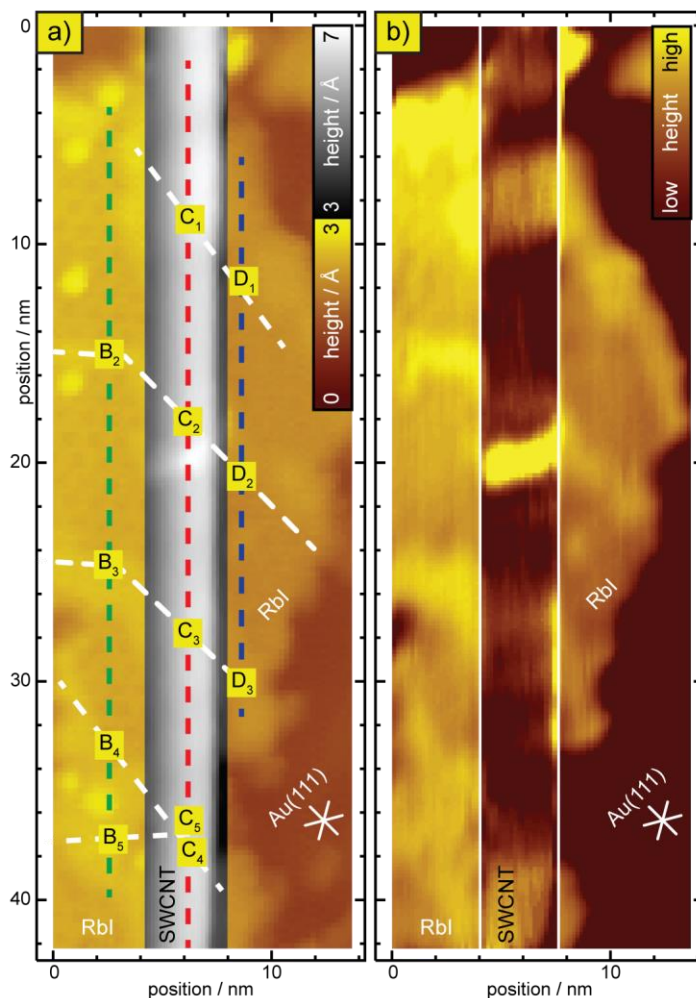 a)
b)
0
10
20
30
40
position / nm
0 height / Å 3
3 height / Å 7
low height high
C₁
D₁
B₂
C₂
D₂
B₃
C₃
D₃
B₄
C₅
B₅
C₄
RbI
RbI
SWCNT
Au(111)
RbI
RbI
SWCNT
Au(111)
0 10
position / nm
0 10
position / nm